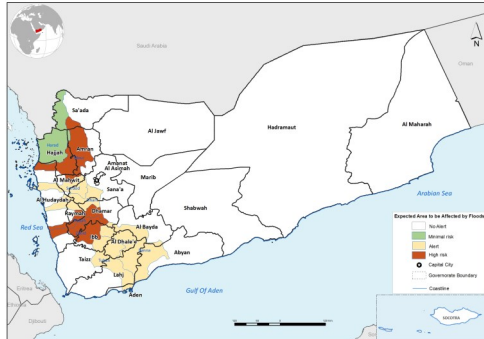 Saudi Arabia
Oman
N
Sa'ada
Al Jawf
Hadramaut
Al Maharah
Amran
Hajjah
Amanat
Al Asimah
Marib
Al Mahwit
Sana'a
Shabwah
Arabian Sea
Al Hudaydah
Raymah
Dhamar
Red Sea
Ibb
Al Bayda
Al Dhale'e
Abyan
Taizz
Lahj
Aden
Gulf Of Aden
Eritrea
Ethiopia
Djibouti
Expected Area to be Affected by Floods
No Alert
Minimal risk
Alert
High risk
Capital City
Governorate Boundary
Coastline
SOCOTRA